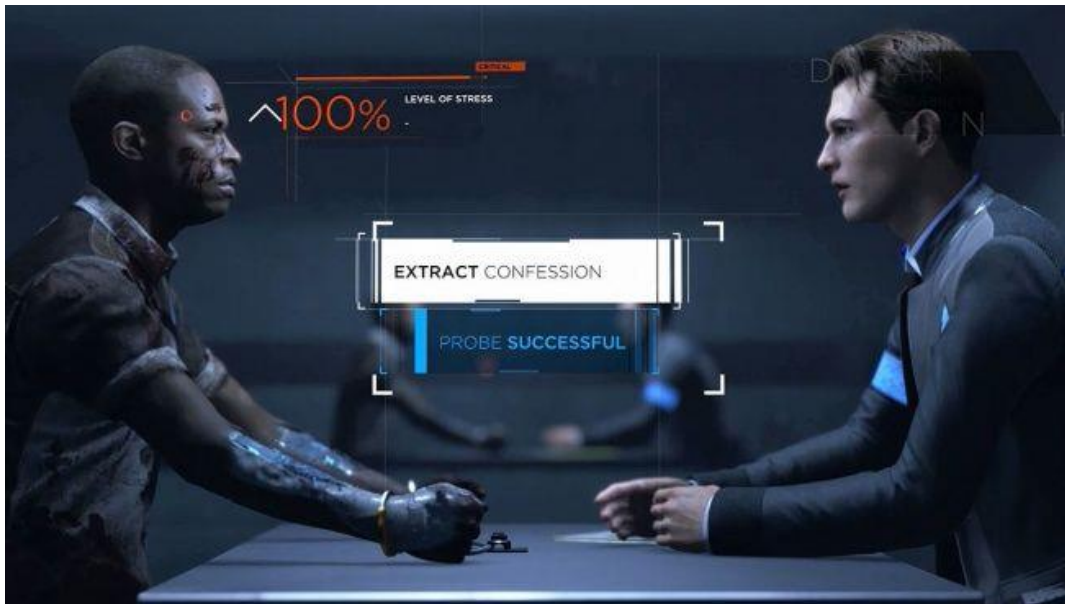 CRITICAL
100%
LEVEL OF STRESS
EXTRACT CONFESSION
PROBE SUCCESSFUL